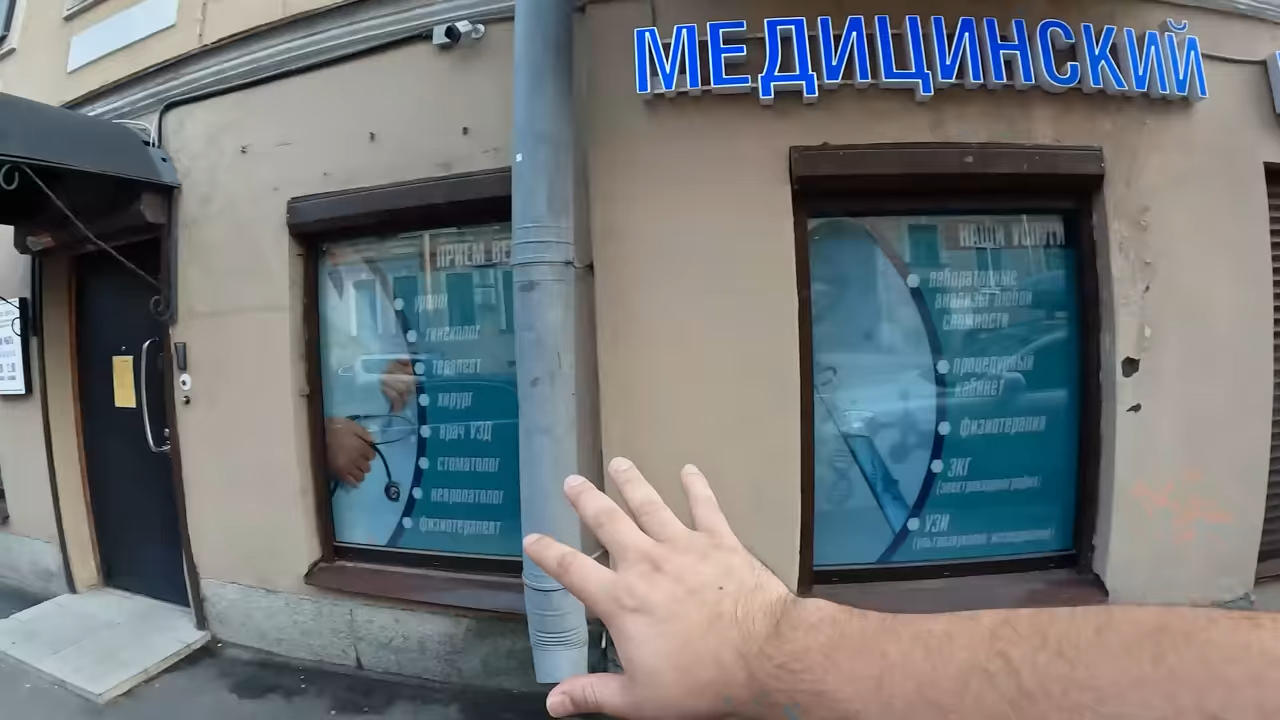 МЕДИЦИНСКИЙ
ПРИЕМ ВЕ
уролог
гинеколог
терапевт
хирург
врач УЗД
стоматолог
невропатолог
физиотерапевт
НАШИ УСЛУГИ
лабораторные
анализы любой
сложности
процедурный
кабинет
физиотерапия
ЭКГ
(электрокардиография)
УЗИ
(ультразвуковое исследование)